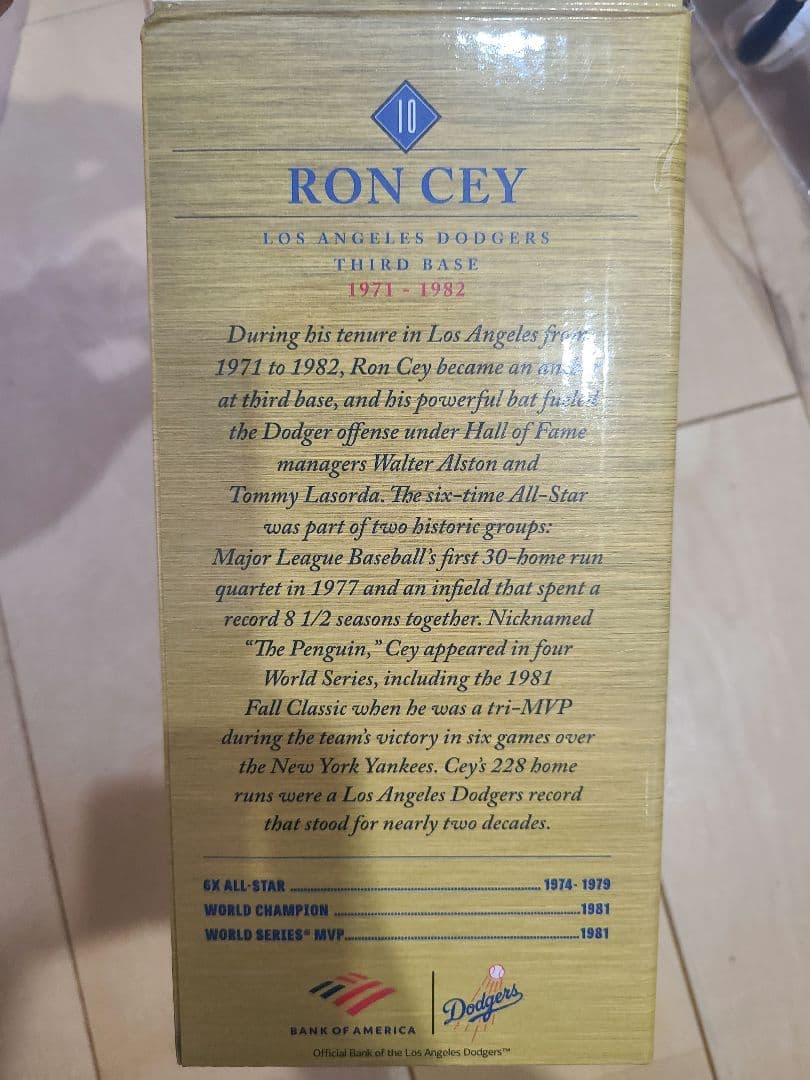 10
RON CEY
LOS ANGELES DODGERS
THIRD BASE
1971 - 1982
During his tenure in Los Angeles from
1971 to 1982, Ron Cey became an
at third base, and his powerful bat fueled
the Dodger offense under Hall of Fame
managers Walter Alston and
Tommy Lasorda. The six-time All-Star
was part of two historic groups:
Major League Baseball's first 30-home run
quartet in 1977 and an infield that spent a
record 8 1/2 seasons together. Nicknamed
"The Penguin," Cey appeared in four
World Series, including the 1981
Fall Classic when he was a tri-MVP
during the team's victory in six games over
the New York Yankees. Cey's 228 home
runs were a Los Angeles Dodgers record
that stood for nearly two decades.
6X ALL-STAR 1974- 1979
WORLD CHAMPION 1981
WORLD SERIES® MVP 1981
BANK OF AMERICA Dodgers
Official Bank of the Los Angeles Dodgers™